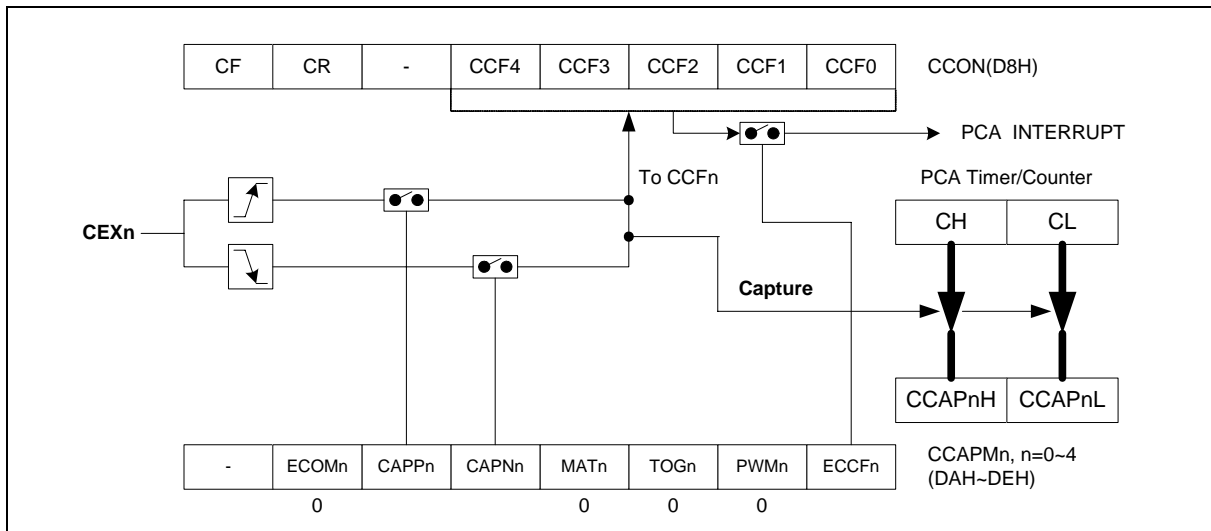 CF CR - CCF4 CCF3 CCF2 CCF1 CCF0 CCON(D8H)
PCA INTERRUPT
To CCFn
PCA Timer/Counter
CH CL
CEXn
Capture
CCAPnH CCAPnL
- ECOMn CAPPn CAPNn MATn TOGn PWMn ECCFn
CCAPMn, n=0~4
(DAH~DEH)
0 0 0 0